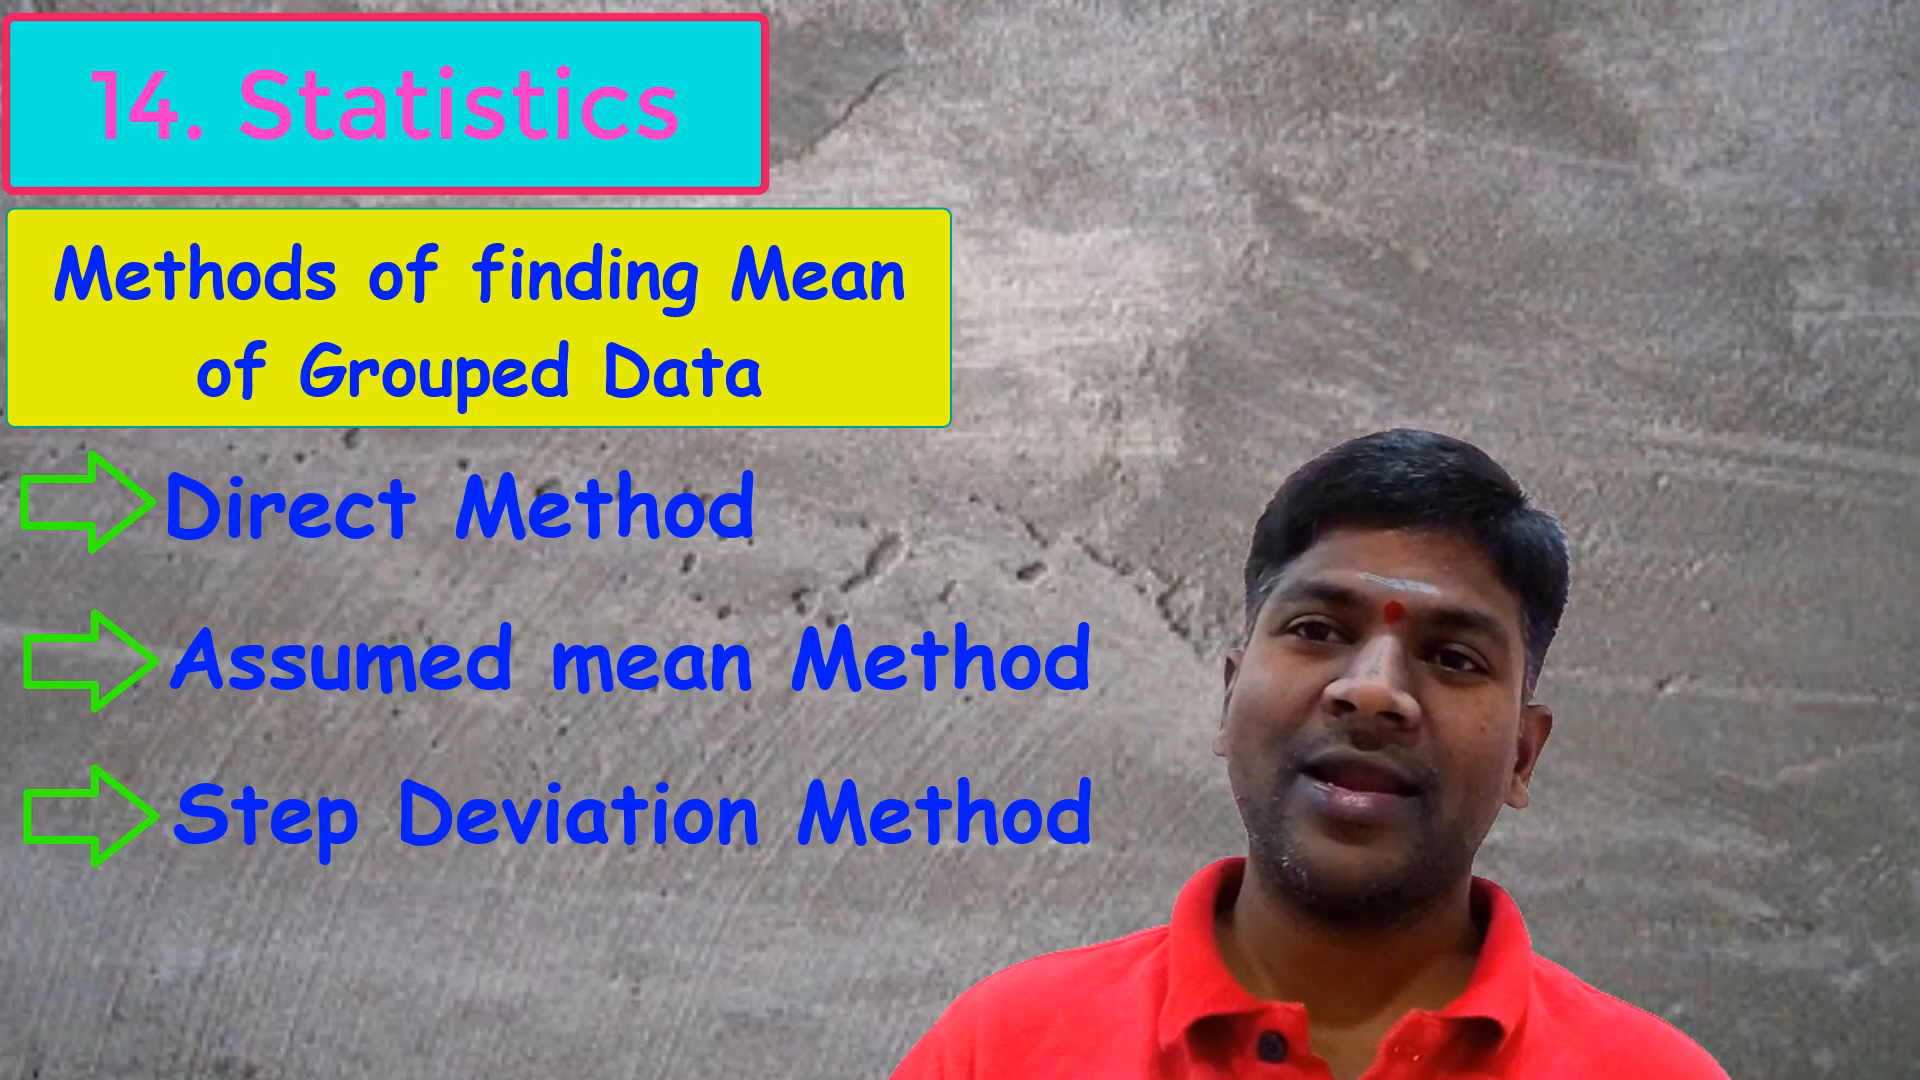 14. Statistics
Methods of finding Mean
of Grouped Data
Direct Method
Assumed mean Method
Step Deviation Method